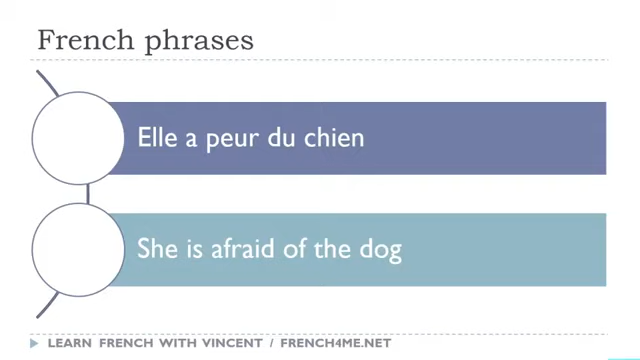 French phrases
Elle a peur du chien
She is afraid of the dog
LEARN FRENCH WITH VINCENT / FRENCH4ME.NET